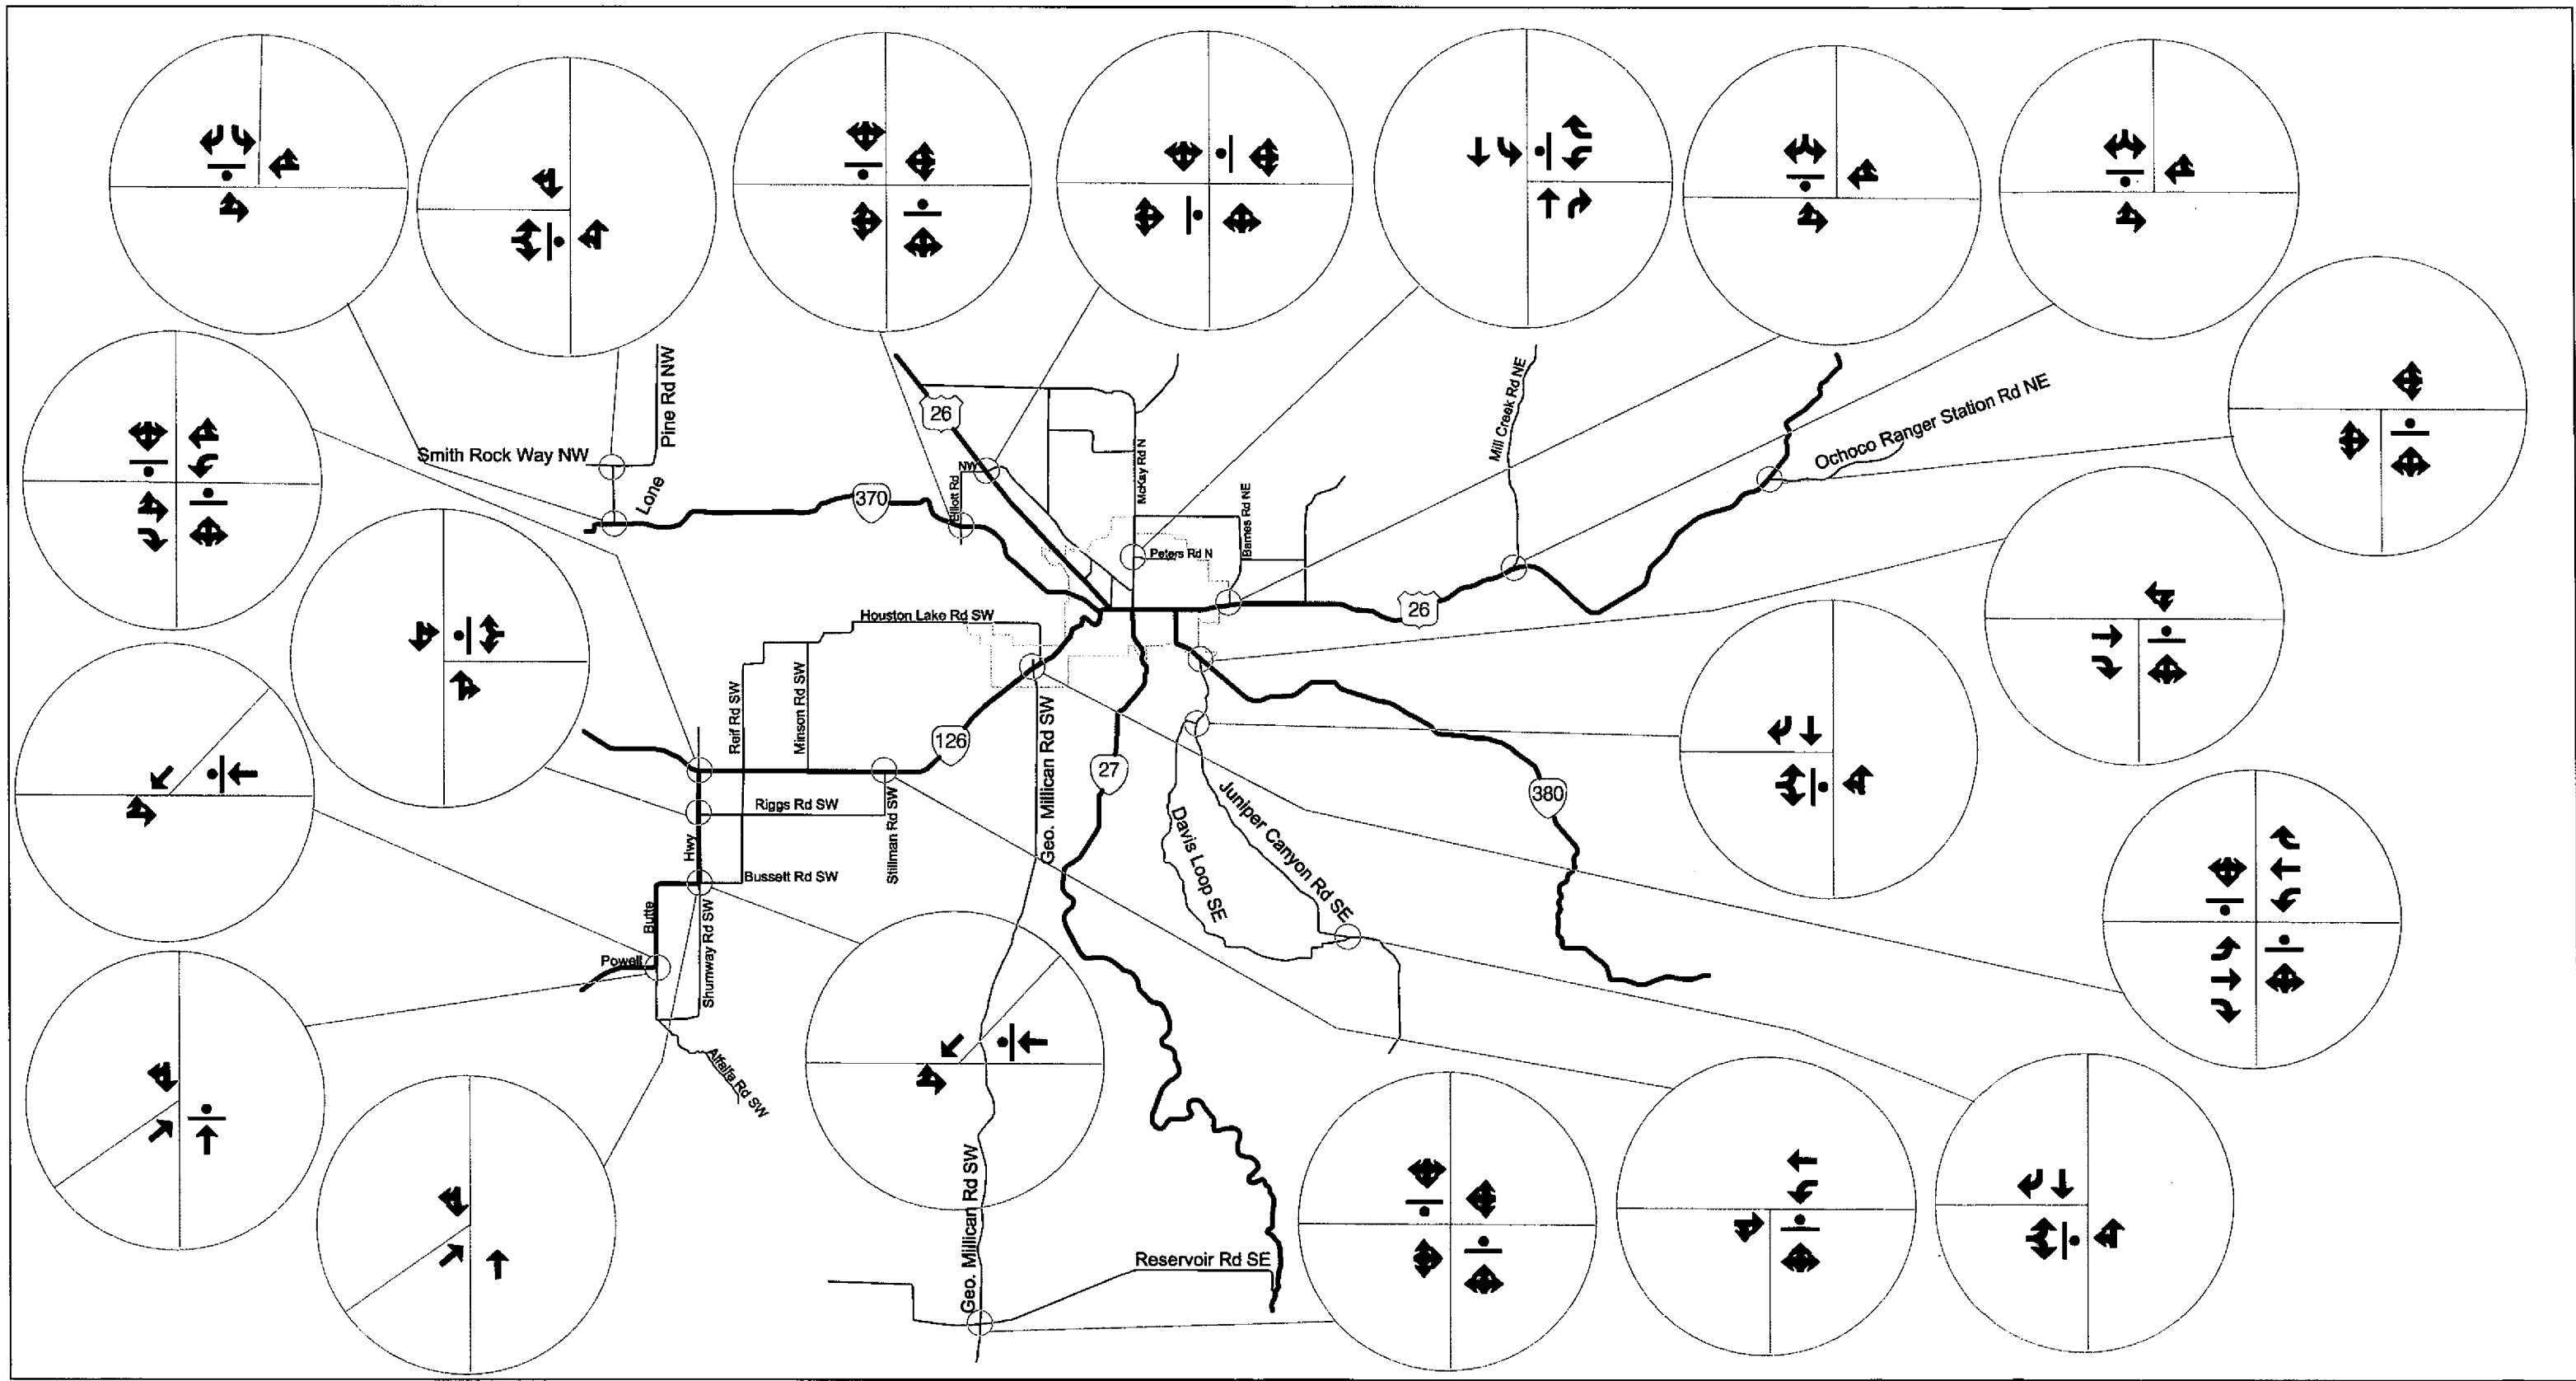 Pine Rd NW
Smith Rock Way NW
Lone
26
370
NW
Elliott Rd
McKay Rd N
Peters Rd N
Barnes Rd NE
Mill Creek Rd NE
Ochoco Ranger Station Rd NE
26
Houston Lake Rd SW
Reif Rd SW
Minson Rd SW
126
Geo. Millican Rd SW
27
380
Riggs Rd SW
Stillman Rd SW
Hwy
Bussett Rd SW
Butte
Shumway Rd SW
Powell
Alfalfa Rd SW
Davis Loop SE
Juniper Canyon Rd SE
Geo. Millican Rd SW
Reservoir Rd SE